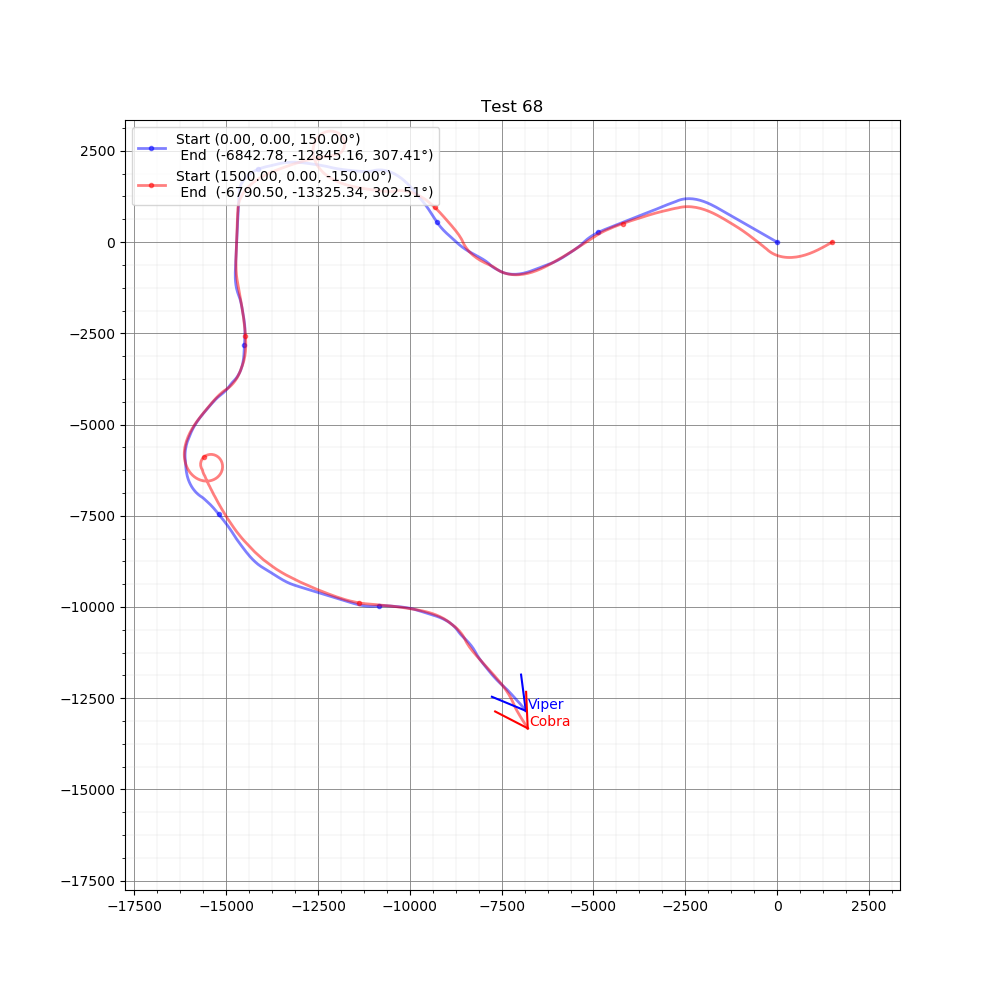 Test 68
Start (0.00, 0.00, 150.00°)
End  (-6842.78, -12845.16, 307.41°)
Start (1500.00, 0.00, -150.00°)
End  (-6790.50, -13325.34, 302.51°)
2500
0
−2500
−5000
−7500
−10000
−12500
−15000
−17500
Viper
Cobra
−17500 −15000 −12500 −10000 −7500 −5000 −2500 0 2500